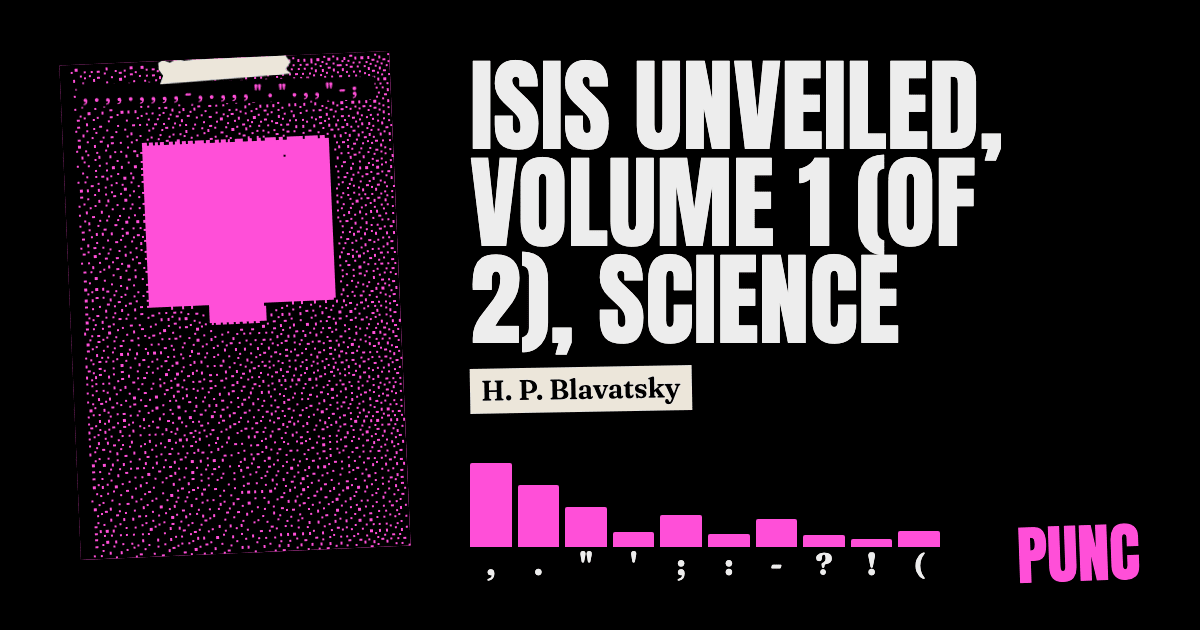 ,,,.,,,,,-,,,,,".".,,"-;
ISIS UNVEILED,
VOLUME 1 (OF
2), SCIENCE
H. P. Blavatsky
, . " ' ; : - ? ! (
PUNC